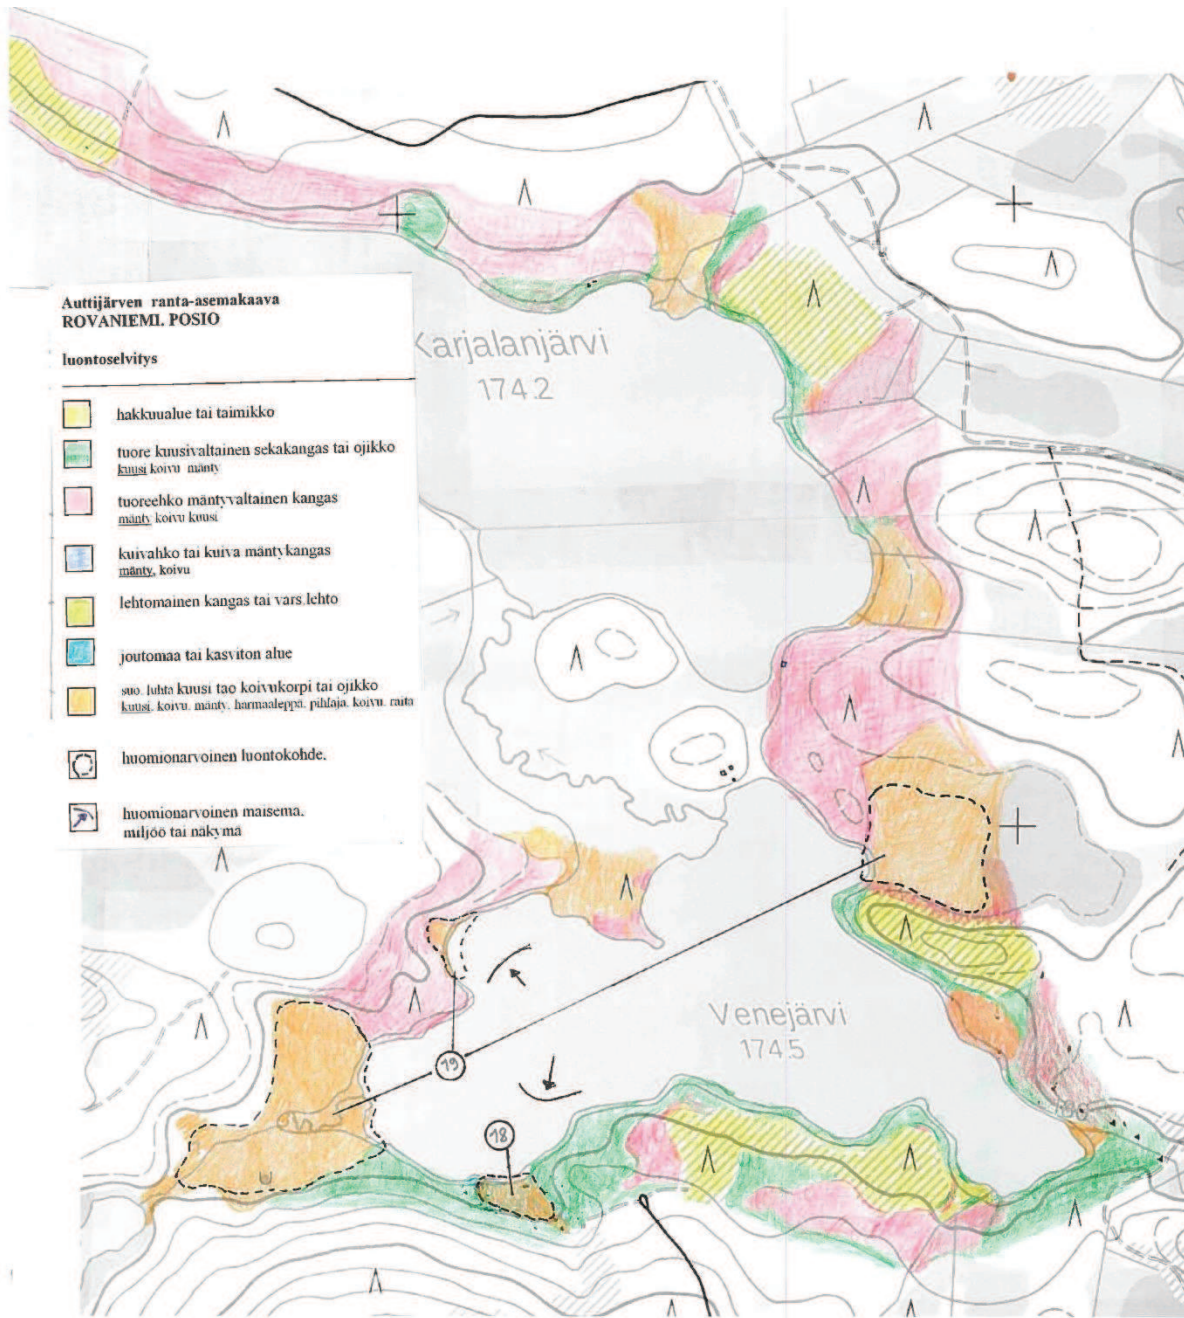 Auttijärven ranta-asemakaava
ROVANIEMI. POSIO
luontoselvitys
hakkuualue tai taimikko
tuore kuusivaltainen sekakangas tai ojikko
kuusi koivu mänty
tuoreehko mäntyvaltainen kangas
mänty koivu kuusi
kuivahko tai kuiva mäntykangas
mänty, koivu
lehtomainen kangas tai vars.lehto
joutomaa tai kasviton alue
suo. luhta kuusi tao koivukorpi tai ojikko
kuusi. koivu. mänty. harmaaleppä. pihlaja. koivu. raita
huomionarvoinen luontokohde.
huomionarvoinen maisema.
miljöö tai näkymä
Karjalanjärvi
174.2
Venejärvi
174.5
19
18